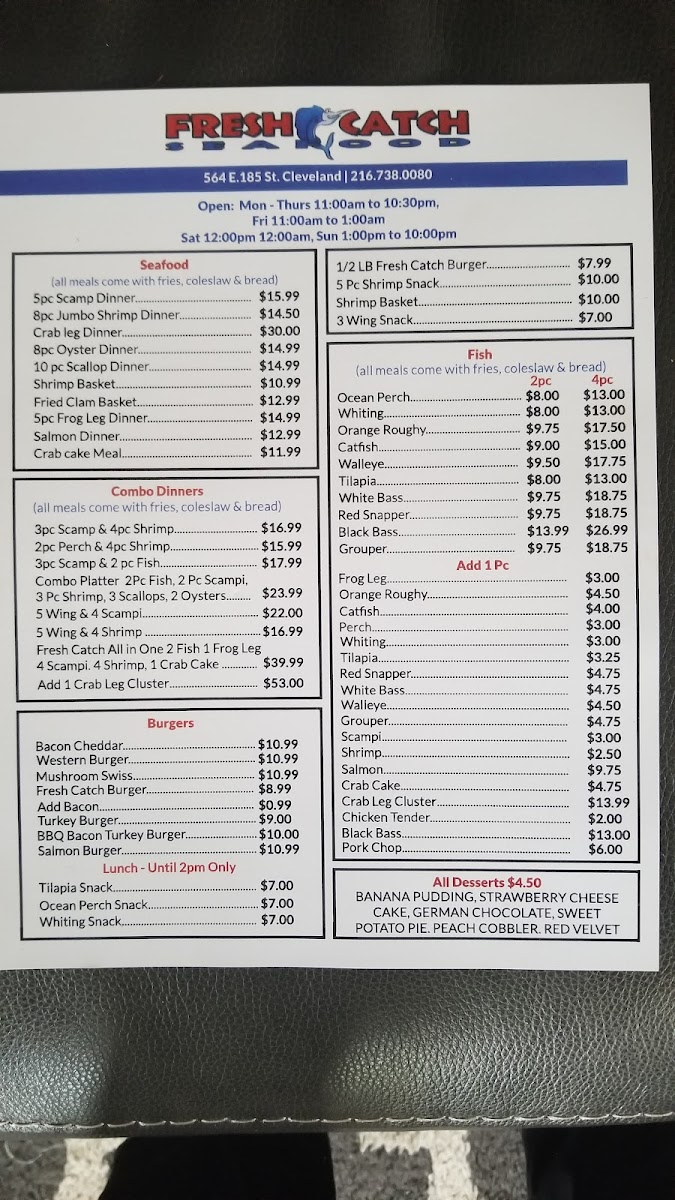 FRESH CATCH
SEAFOOD
564 E.185 St. Cleveland | 216.738.0080
Open: Mon - Thurs 11:00am to 10:30pm,
Fri 11:00am to 1:00am
Sat 12:00pm 12:00am, Sun 1:00pm to 10:00pm
Seafood
(all meals come with fries, coleslaw & bread)
5pc Scamp Dinner............ $15.99
8pc Jumbo Shrimp Dinner............ $14.50
Crab leg Dinner............ $30.00
8pc Oyster Dinner............ $14.99
10 pc Scallop Dinner............ $14.99
Shrimp Basket............ $10.99
Fried Clam Basket............ $12.99
5pc Frog Leg Dinner............ $14.99
Salmon Dinner............ $12.99
Crab cake Meal............ $11.99
Combo Dinners
(all meals come with fries, coleslaw & bread)
3pc Scamp & 4pc Shrimp............ $16.99
2pc Perch & 4pc Shrimp............ $15.99
3pc Scamp & 2 pc Fish............ $17.99
Combo Platter 2Pc Fish, 2 Pc Scampi,
3 Pc Shrimp, 3 Scallops, 2 Oysters......... $23.99
5 Wing & 4 Scampi............ $22.00
5 Wing & 4 Shrimp ............ $16.99
Fresh Catch All in One 2 Fish 1 Frog Leg
4 Scampi. 4 Shrimp, 1 Crab Cake ............ $39.99
Add 1 Crab Leg Cluster............ $53.00
Burgers
Bacon Cheddar............ $10.99
Western Burger............ $10.99
Mushroom Swiss............ $10.99
Fresh Catch Burger............ $8.99
Add Bacon............ $0.99
Turkey Burger............ $9.00
BBQ Bacon Turkey Burger............ $10.00
Salmon Burger............ $10.99
Lunch - Until 2pm Only
Tilapia Snack............ $7.00
Ocean Perch Snack............ $7.00
Whiting Snack............ $7.00
1/2 LB Fresh Catch Burger............ $7.99
5 Pc Shrimp Snack............ $10.00
Shrimp Basket............ $10.00
3 Wing Snack............ $7.00
Fish
(all meals come with fries, coleslaw & bread)
2pc 4pc
Ocean Perch............ $8.00 $13.00
Whiting............ $8.00 $13.00
Orange Roughy............ $9.75 $17.50
Catfish............ $9.00 $15.00
Walleye............ $9.50 $17.75
Tilapia............ $8.00 $13.00
White Bass............ $9.75 $18.75
Red Snapper............ $9.75 $18.75
Black Bass............ $13.99 $26.99
Grouper............ $9.75 $18.75
Add 1 Pc
Frog Leg............ $3.00
Orange Roughy............ $4.50
Catfish............ $4.00
Perch............ $3.00
Whiting............ $3.00
Tilapia............ $3.25
Red Snapper............ $4.75
White Bass............ $4.75
Walleye............ $4.50
Grouper............ $4.75
Scampi............ $3.00
Shrimp............ $2.50
Salmon............ $9.75
Crab Cake............ $4.75
Crab Leg Cluster............ $13.99
Chicken Tender............ $2.00
Black Bass............ $13.00
Pork Chop............ $6.00
All Desserts $4.50
BANANA PUDDING, STRAWBERRY CHEESE
CAKE, GERMAN CHOCOLATE, SWEET
POTATO PIE. PEACH COBBLER. RED VELVET